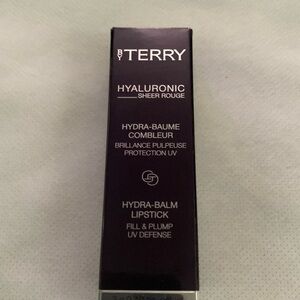 BY TERRY
HYALURONIC
SHEER ROUGE
HYDRA-BAUME
COMBLEUR
BRILLANCE PULPEUSE
PROTECTION UV
HYDRA-BALM
LIPSTICK
FILL & PLUMP
UV DEFENSE